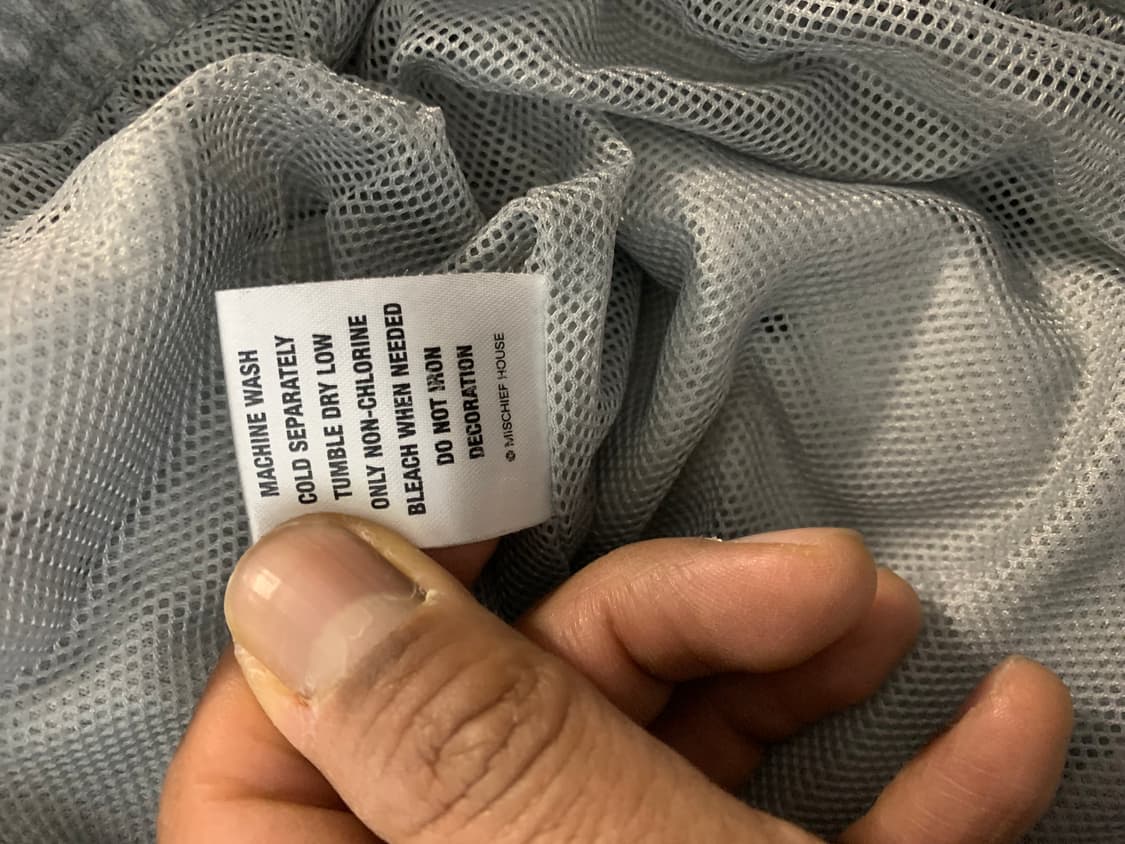 MACHINE WASH
COLD SEPARATELY
TUMBLE DRY LOW
ONLY NON-CHLORINE
BLEACH WHEN NEEDED
DO NOT IRON
DECORATION
© MISCHIEF HOUSE